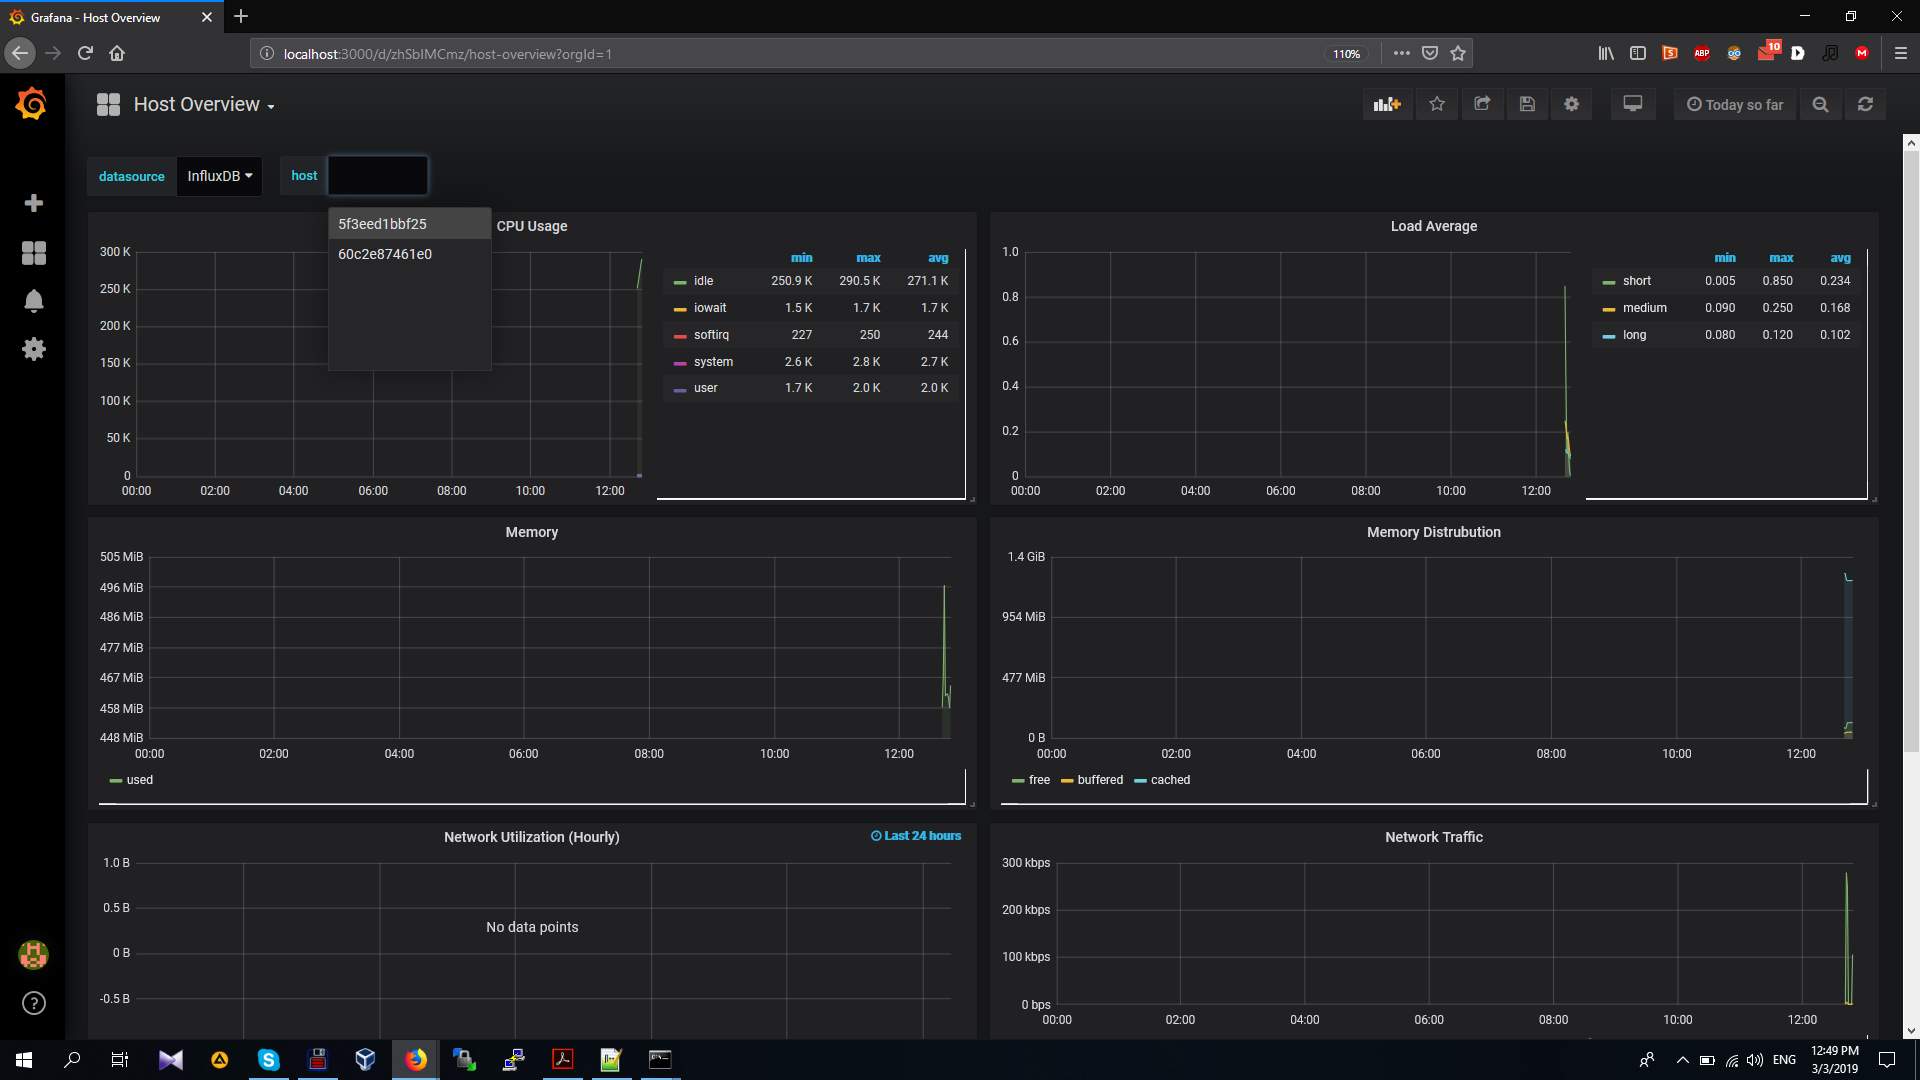 Grafana - Host Overview
localhost:3000/d/zhSbIMCmz/host-overview?orgId=1
110%
ABP
10
Host Overview
Today so far
datasource InfluxDB host
5f3eed1bbf25
60c2e87461e0
CPU Usage
300 K
250 K
200 K
150 K
100 K
50 K
0
00:00 02:00 04:00 06:00 08:00 10:00 12:00
min max avg
idle 250.9 K 290.5 K 271.1 K
iowait 1.5 K 1.7 K 1.7 K
softirq 227 250 244
system 2.6 K 2.8 K 2.7 K
user 1.7 K 2.0 K 2.0 K
Load Average
1.0
0.8
0.6
0.4
0.2
0
00:00 02:00 04:00 06:00 08:00 10:00 12:00
min max avg
short 0.005 0.850 0.234
medium 0.090 0.250 0.168
long 0.080 0.120 0.102
Memory
505 MiB
496 MiB
486 MiB
477 MiB
467 MiB
458 MiB
448 MiB
00:00 02:00 04:00 06:00 08:00 10:00 12:00
used
Memory Distrubution
1.4 GiB
954 MiB
477 MiB
0 B
00:00 02:00 04:00 06:00 08:00 10:00 12:00
free buffered cached
Network Utilization (Hourly)
Last 24 hours
1.0 B
0.5 B
0 B
-0.5 B
No data points
Network Traffic
300 kbps
200 kbps
100 kbps
0 bps
00:00 02:00 04:00 06:00 08:00 10:00 12:00
ENG
12:49 PM
3/3/2019